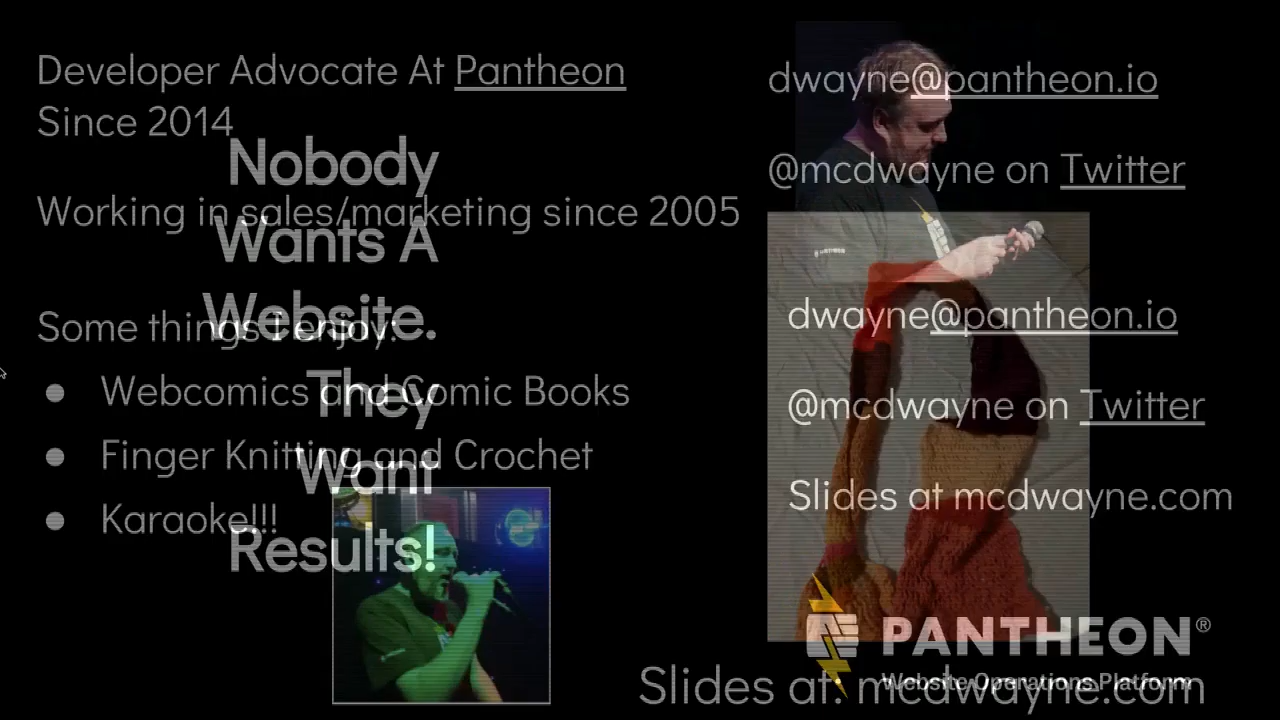 Developer Advocate At Pantheon
Since 2014
Working in sales/marketing since 2005
Some things I enjoy:
● Webcomics and Comic Books
● Finger Knitting and Crochet
● Karaoke!!!
Nobody
Wants A
Website.
They
Want
Results!
dwayne@pantheon.io
@mcdwayne on Twitter
dwayne@pantheon.io
@mcdwayne on Twitter
Slides at mcdwayne.com
PANTHEON®
Website Operations Platform
Slides at: mcdwayne.com